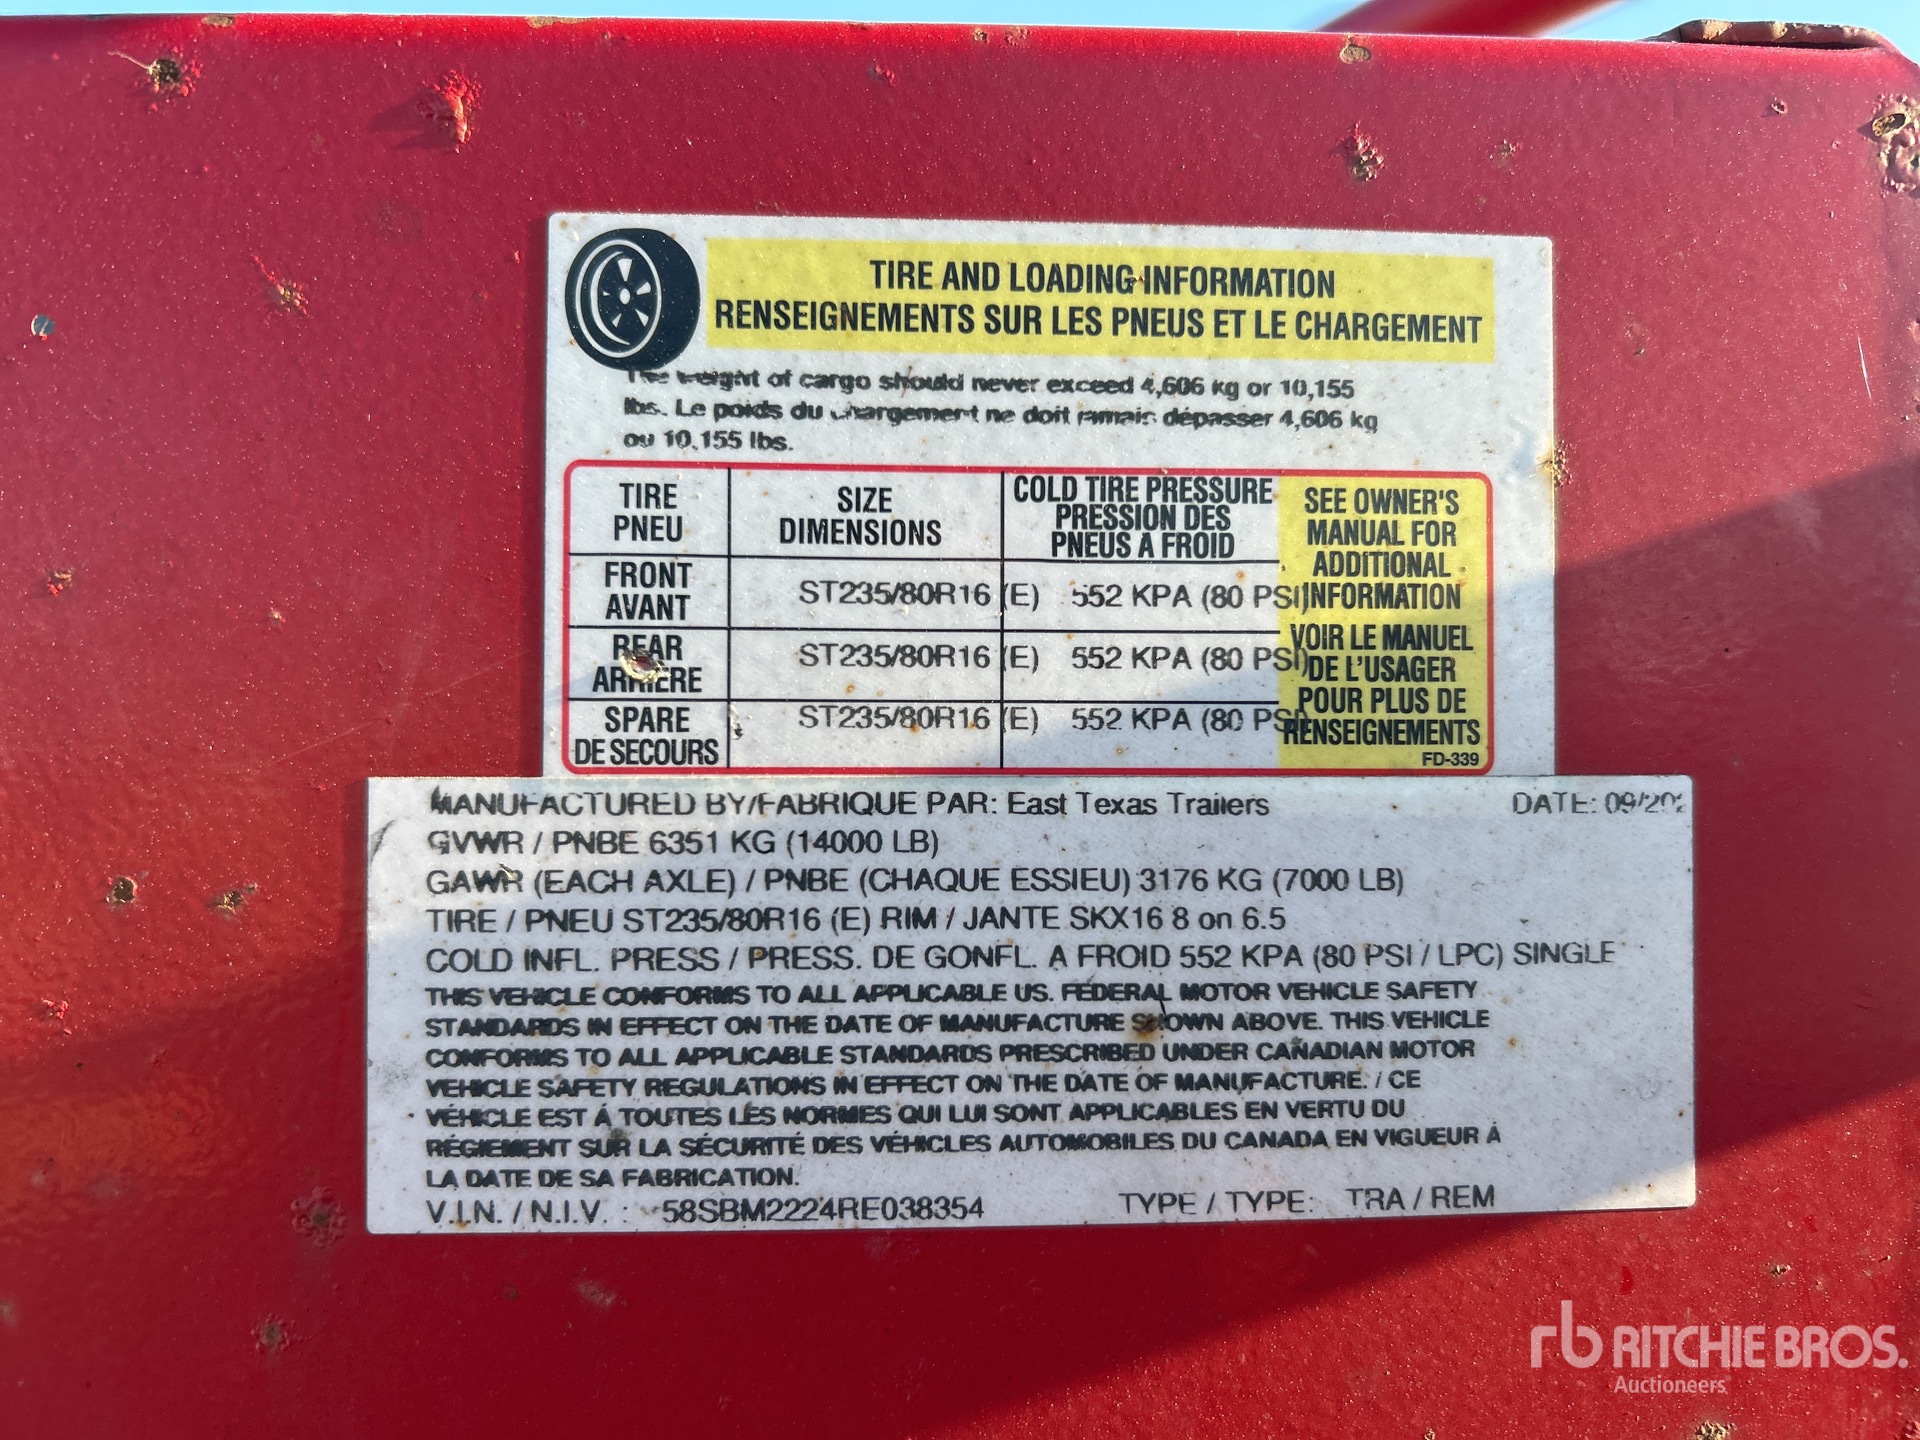 TIRE AND LOADING INFORMATION
RENSEIGNEMENTS SUR LES PNEUS ET LE CHARGEMENT
The weight of cargo should never exceed 4,606 kg or 10,155
lbs. Le poids du chargement ne doit jamais dépasser 4,606 kg
ou 10,155 lbs.
TIRE PNEU
SIZE DIMENSIONS
COLD TIRE PRESSURE
PRESSION DES
PNEUS A FROID
FRONT AVANT
ST235/80R16 (E) 552 KPA (80 PSI)
REAR ARRIERE
ST235/80R16 (E) 552 KPA (80 PSI)
SPARE DE SECOURS
ST235/80R16 (E) 552 KPA (80 PSI)
SEE OWNER'S
MANUAL FOR
ADDITIONAL
INFORMATION
VOIR LE MANUEL
DE L'USAGER
POUR PLUS DE
RENSEIGNEMENTS
FD-339
MANUFACTURED BY/FABRIQUE PAR: East Texas Trailers DATE: 09/202
GVWR / PNBE 6351 KG (14000 LB)
GAWR (EACH AXLE) / PNBE (CHAQUE ESSIEU) 3176 KG (7000 LB)
TIRE / PNEU ST235/80R16 (E) RIM / JANTE SKX16 8 on 6.5
COLD INFL. PRESS / PRESS. DE GONFL. A FROID 552 KPA (80 PSI / LPC) SINGLE
THIS VEHICLE CONFORMS TO ALL APPLICABLE US. FEDERAL MOTOR VEHICLE SAFETY
STANDARDS IN EFFECT ON THE DATE OF MANUFACTURE SHOWN ABOVE. THIS VEHICLE
CONFORMS TO ALL APPLICABLE STANDARDS PRESCRIBED UNDER CANADIAN MOTOR
VEHICLE SAFETY REGULATIONS IN EFFECT ON THE DATE OF MANUFACTURE. / CE
VÉHICLE EST Á TOUTES LES NORMES QUI LUI SONT APPLICABLES EN VERTU DU
RÉGIEMENT SUR LA SÉCURITÉ DES VÉHICLES AUTOMOBILES DU CANADA EN VIGUEUR Á
LA DATE DE SA FABRICATION.
V.I.N. / N.I.V. : 58SBM2224RE038354 TYPE / TYPE: TRA / REM
rb RITCHIE BROS.
Auctioneers